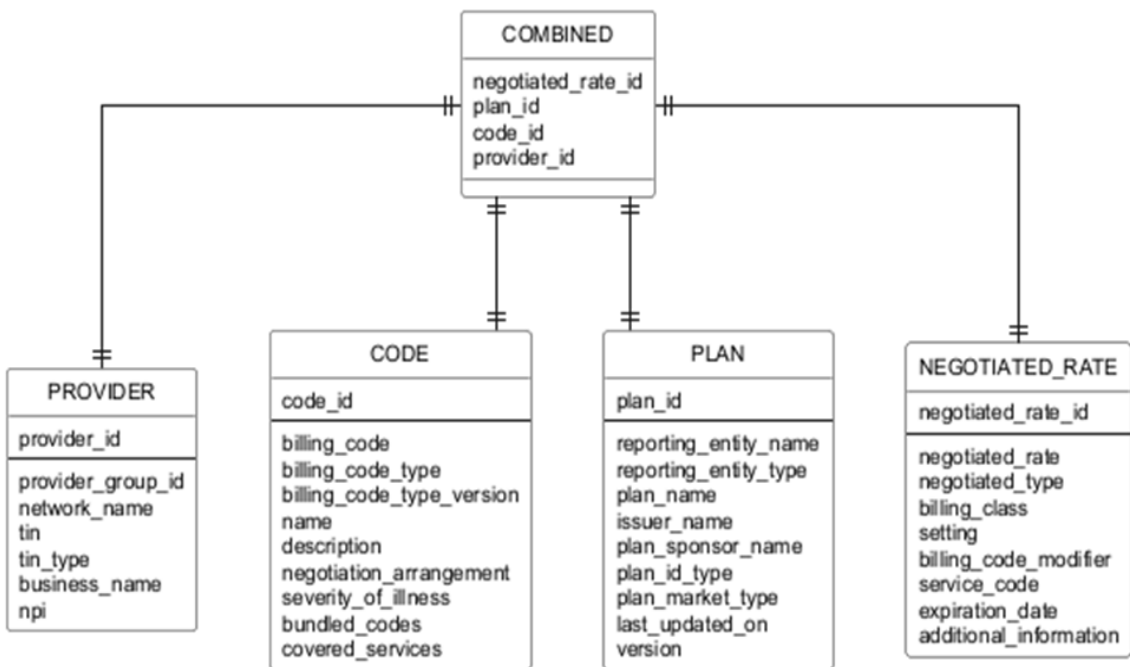 COMBINED
negotiated_rate_id
plan_id
code_id
provider_id
PROVIDER
provider_id
provider_group_id
network_name
tin
tin_type
business_name
npi
CODE
code_id
billing_code
billing_code_type
billing_code_type_version
name
description
negotiation_arrangement
severity_of_illness
bundled_codes
covered_services
PLAN
plan_id
reporting_entity_name
reporting_entity_type
plan_name
issuer_name
plan_sponsor_name
plan_id_type
plan_market_type
last_updated_on
version
NEGOTIATED_RATE
negotiated_rate_id
negotiated_rate
negotiated_type
billing_class
setting
billing_code_modifier
service_code
expiration_date
additional_information